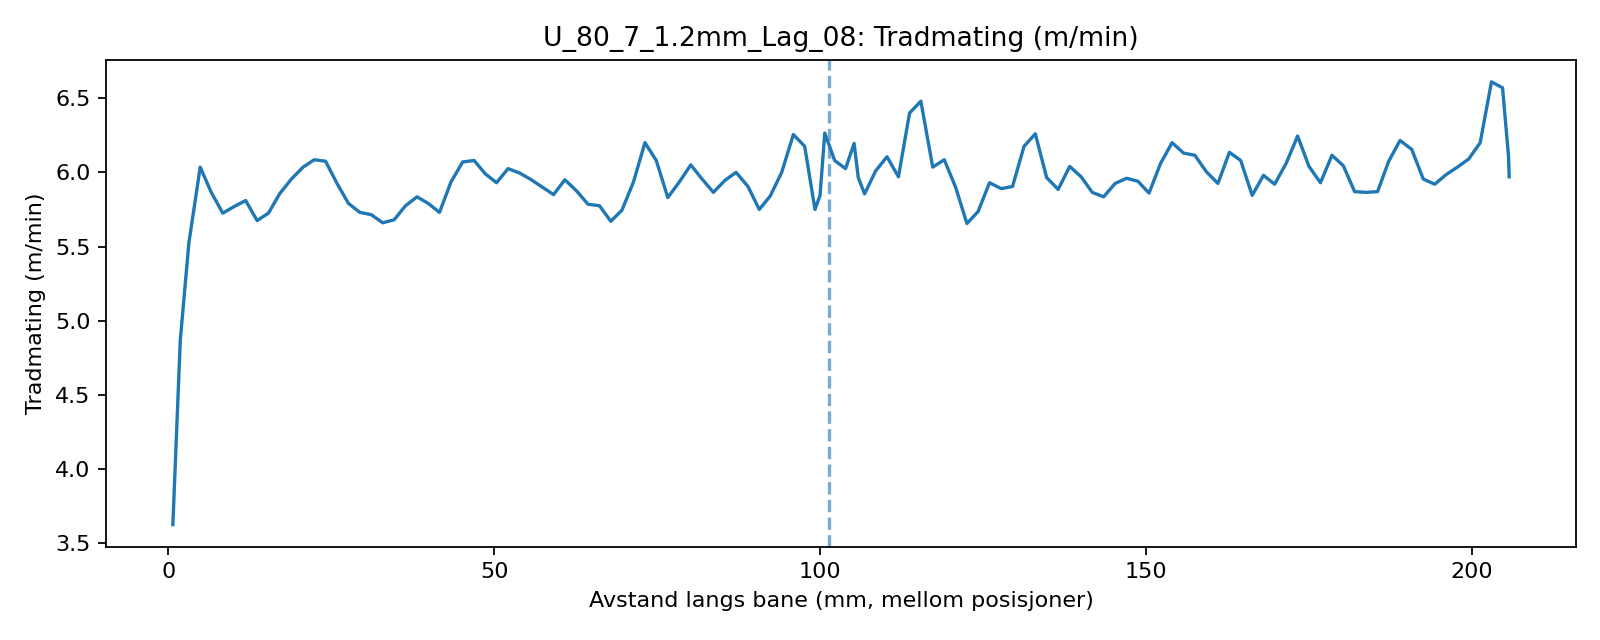 U_80_7_1.2mm_Lag_08: Tradmating (m/min)
Tradmating (m/min)
6.5
6.0
5.5
5.0
4.5
4.0
3.5
0 50 100 150 200
Avstand langs bane (mm, mellom posisjoner)